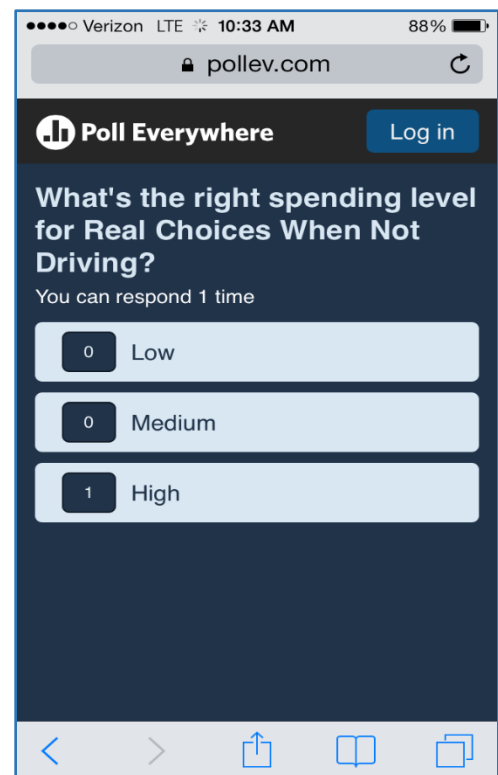 Verizon LTE 10:33 AM 88%
pollev.com
Poll Everywhere Log in
What's the right spending level
for Real Choices When Not
Driving?
You can respond 1 time
0 Low
0 Medium
1 High